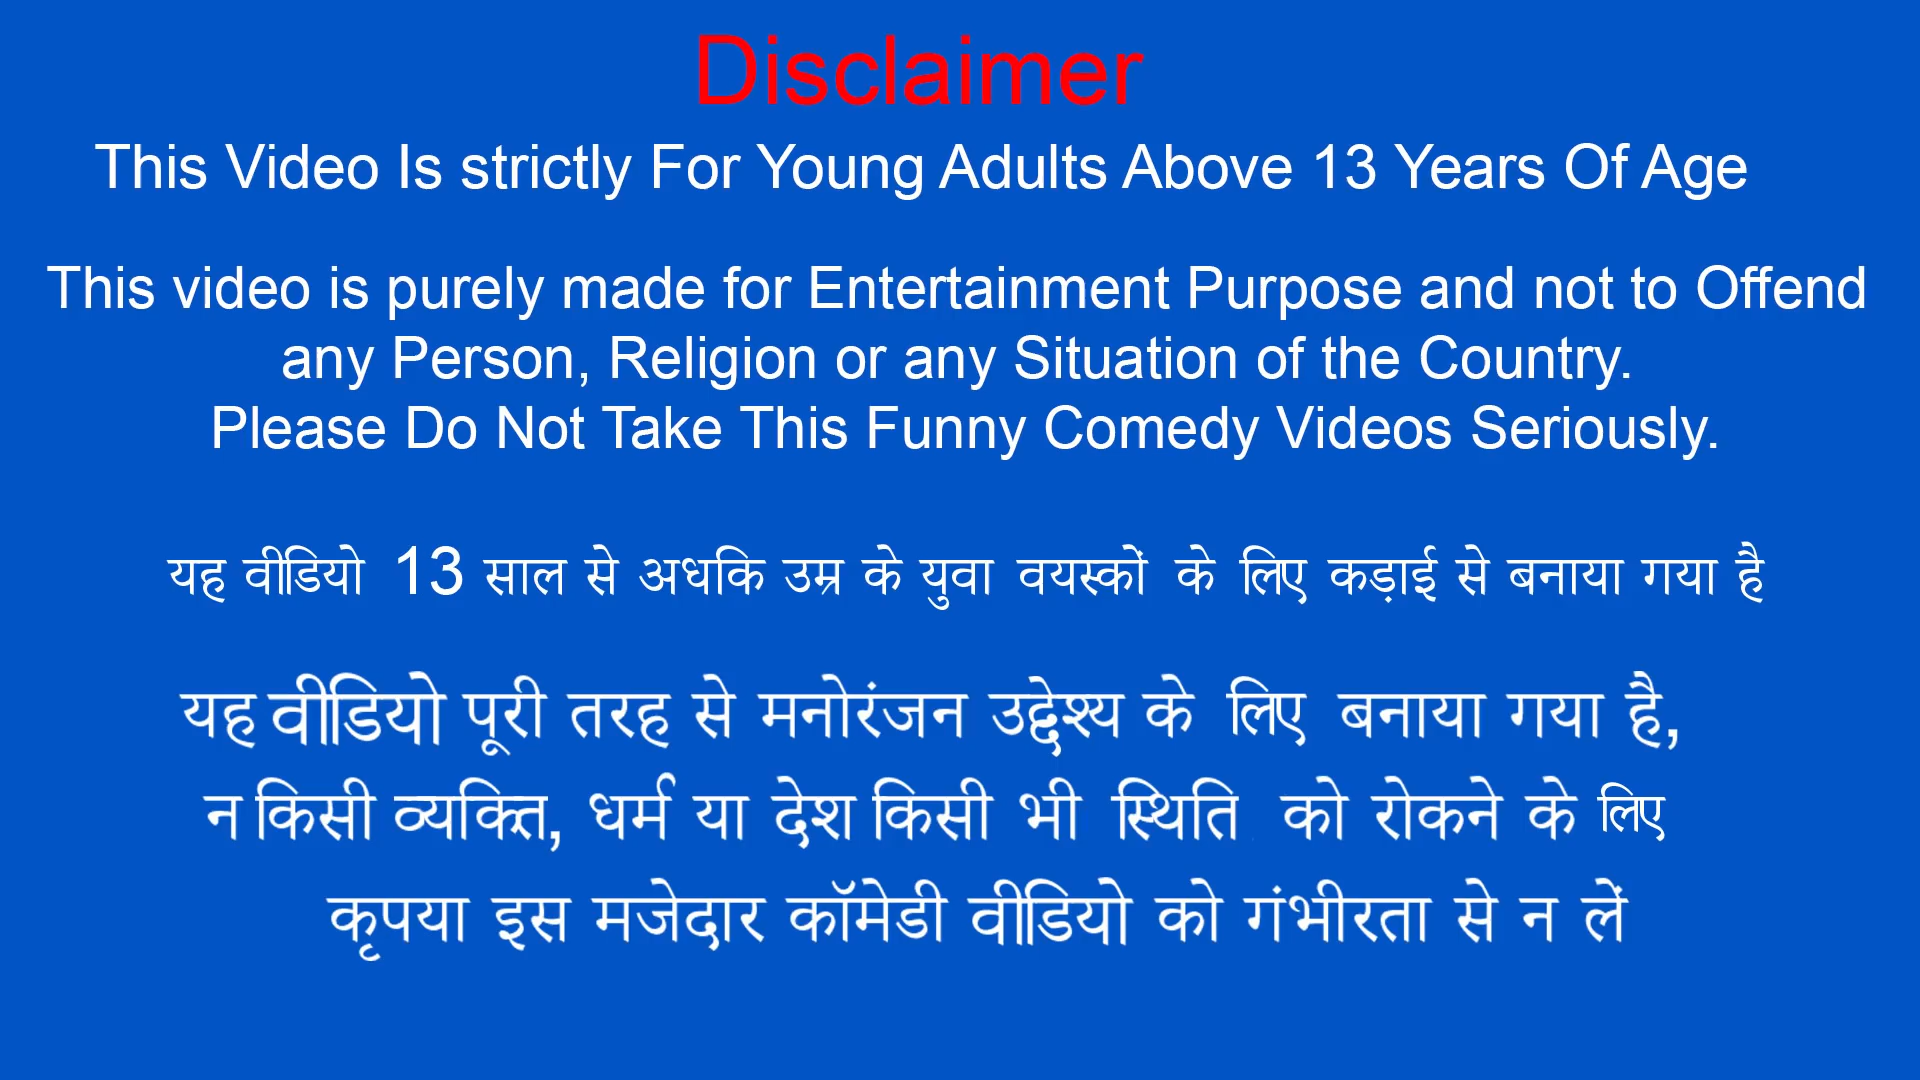 Disclaimer
This Video Is strictly For Young Adults Above 13 Years Of Age
This video is purely made for Entertainment Purpose and not to Offend
any Person, Religion or any Situation of the Country.
Please Do Not Take This Funny Comedy Videos Seriously.
यह वीडियो 13 साल से अधकि उम्र के युवा वयस्कों के लिए कड़ाई से बनाया गया है
यह वीडियो पूरी तरह से मनोरंजन उद्देश्य के लिए बनाया गया है,
न किसी व्यक्ति, धर्म या देश किसी भी स्थिति को रोकने के लिए
कृपया इस मजेदार कॉमेडी वीडियो को गंभीरता से न लें